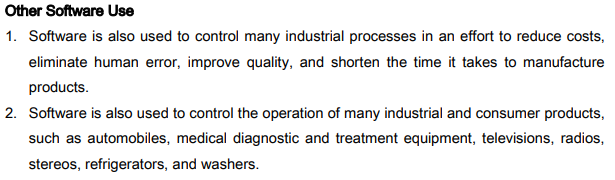 Other Software Use
1. Software is also used to control many industrial processes in an effort to reduce costs,
eliminate human error, improve quality, and shorten the time it takes to manufacture
products.
2. Software is also used to control the operation of many industrial and consumer products,
such as automobiles, medical diagnostic and treatment equipment, televisions, radios,
stereos, refrigerators, and washers.